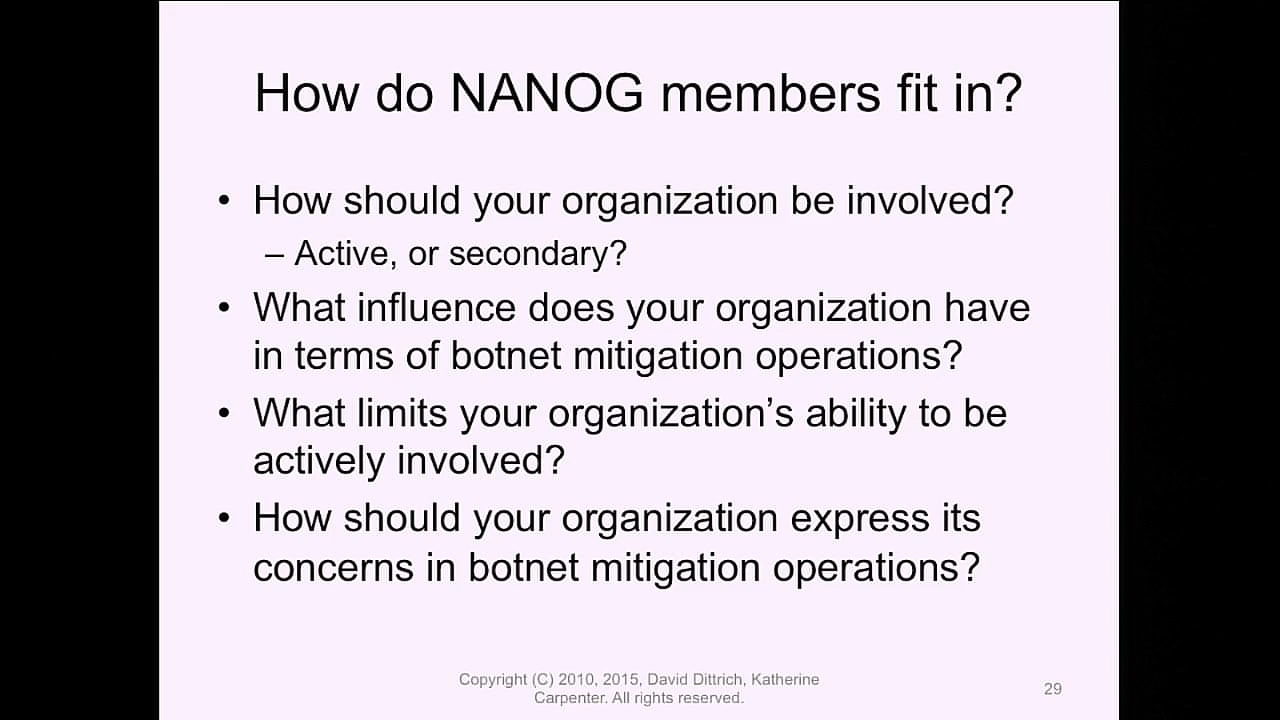 How do NANOG members fit in?
• How should your organization be involved?
– Active, or secondary?
• What influence does your organization have
in terms of botnet mitigation operations?
• What limits your organization’s ability to be
actively involved?
• How should your organization express its
concerns in botnet mitigation operations?
Copyright (C) 2010, 2015, David Dittrich, Katherine
Carpenter. All rights reserved.
29